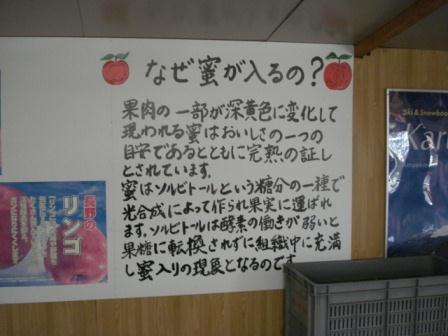 なぜ蜜が入るの?
果肉の一部が深黄色に変化して
現われる蜜はおいしさの一つの
目安であるとともに完熟の証し
とされています。
蜜はソルビトールという糖分の一種で
光合成によって作られ果実に運ばれ
ます。ソルビトールは酵素の働きが弱いと
果糖に転換されずに組織中に充満
し蜜入りの現象となるのです。
長野の
リンゴ
Ski & Snowboa
Kan